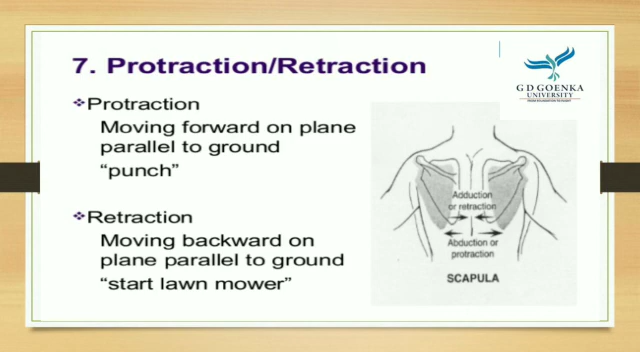 7. Protraction/Retraction
G D GOENKA
UNIVERSITY
❖Protraction
Moving forward on plane
parallel to ground
“punch”
❖Retraction
Moving backward on
plane parallel to ground
“start lawn mower”
Adduction
or retraction
Abduction or
protraction
SCAPULA